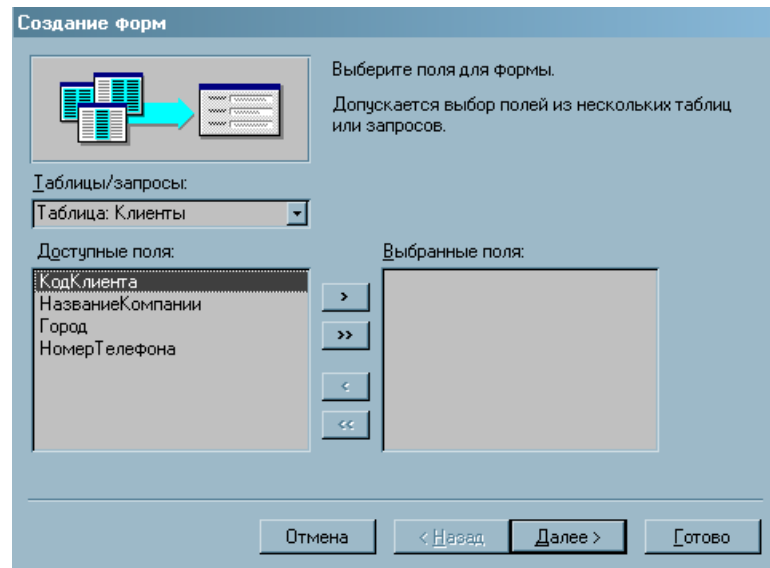 Создание форм
Выберите поля для формы.
Допускается выбор полей из нескольких таблиц
или запросов.
Таблицы/запросы:
Таблица: Клиенты
Доступные поля:
Выбранные поля:
КодКлиента
НазваниеКомпании
Город
НомерТелефона
>
>>
<
<<
Отмена
< Назад
Далее >
Готово